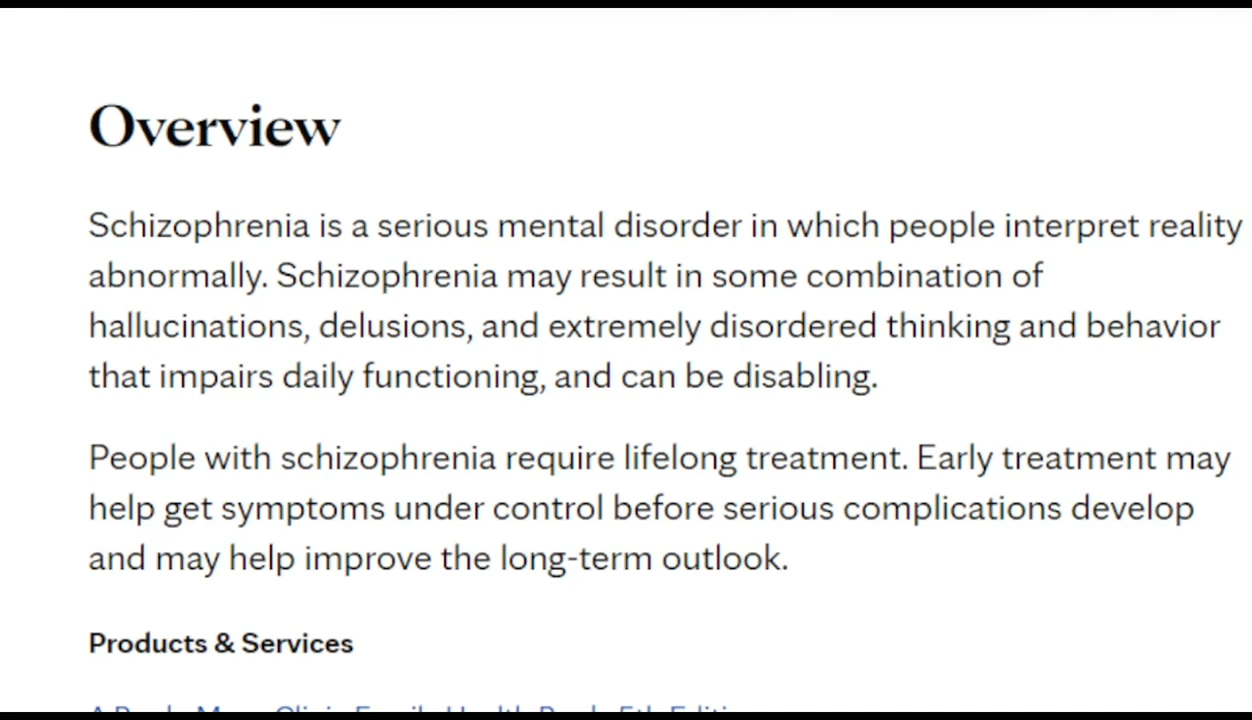 Overview
Schizophrenia is a serious mental disorder in which people interpret reality
abnormally. Schizophrenia may result in some combination of
hallucinations, delusions, and extremely disordered thinking and behavior
that impairs daily functioning, and can be disabling.
People with schizophrenia require lifelong treatment. Early treatment may
help get symptoms under control before serious complications develop
and may help improve the long-term outlook.
Products & Services